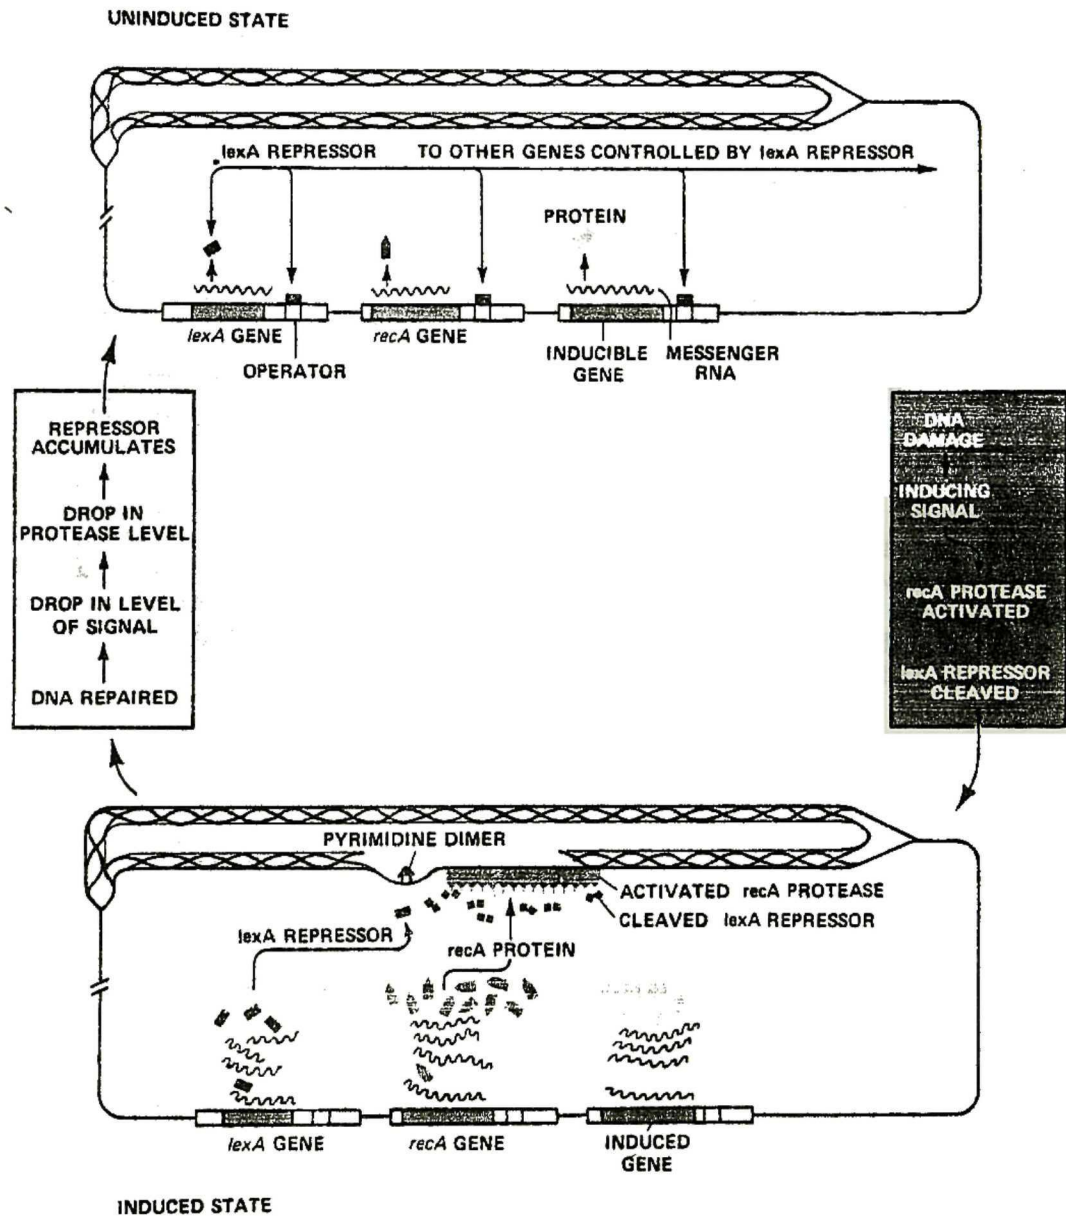 UNINDUCED STATE
lexA REPRESSOR TO OTHER GENES CONTROLLED BY lexA REPRESSOR
PROTEIN
lexA GENE
recA GENE
OPERATOR
INDUCIBLE
GENE
MESSENGER
RNA
REPRESSOR
ACCUMULATES
DROP IN
PROTEASE LEVEL
DROP IN LEVEL
OF SIGNAL
DNA REPAIRED
DNA
DAMAGE
INDUCING
SIGNAL
recA PROTEASE
ACTIVATED
lexA REPRESSOR
CLEAVED
PYRIMIDINE DIMER
ACTIVATED recA PROTEASE
CLEAVED lexA REPRESSOR
lexA REPRESSOR
recA PROTEIN
lexA GENE
recA GENE
INDUCED
GENE
INDUCED STATE